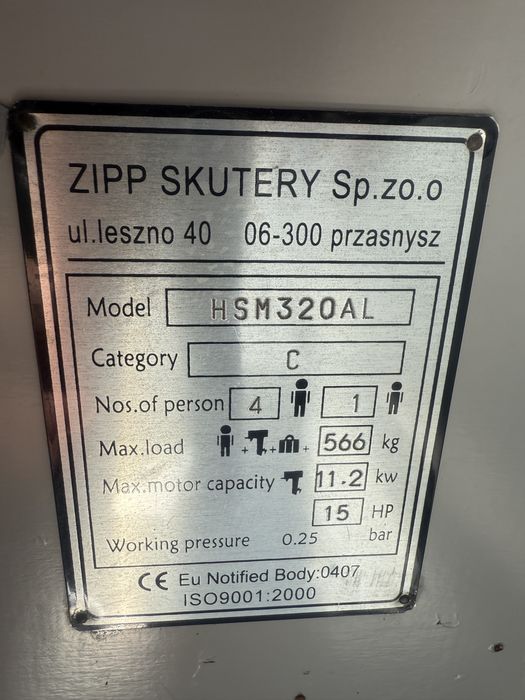 ZIPP SKUTERY Sp.zo.o
ul.leszno 40 06-300 przasnysz
Model HSM320AL
Category C
Nos.of person 4 1
Max.load + + + 566 kg
Max.motor capacity 11.2 kw
15 HP
Working pressure 0.25 bar
CE Eu Notified Body:0407
ISO9001:2000